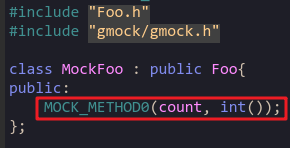 #include "Foo.h"
#include "gmock/gmock.h"
class MockFoo : public Foo{
public:
MOCK_METHOD0(count, int());
};